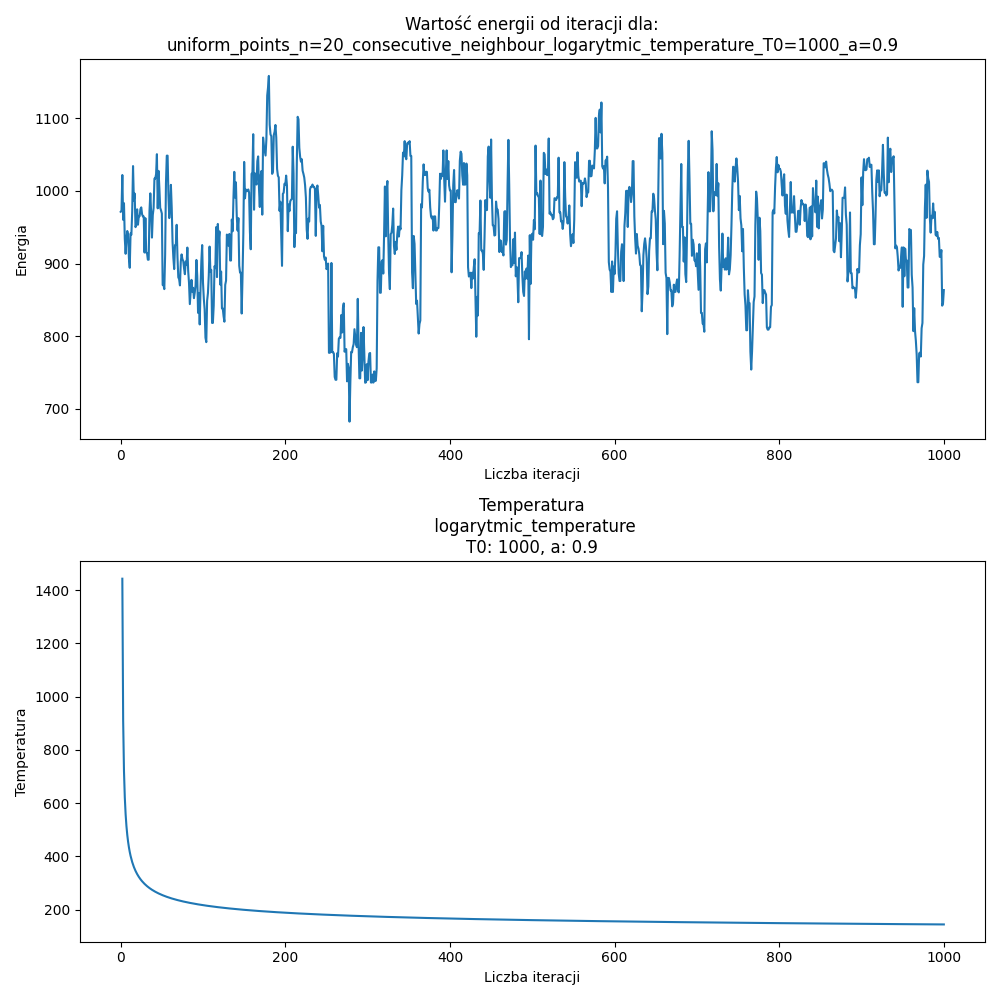 Wartość energii od iteracji dla:
uniform_points_n=20_consecutive_neighbour_logarytmic_temperature_T0=1000_a=0.9
1100
1000
900
800
700
Energia
0 200 400 600 800 1000
Liczba iteracji
Temperatura
logarytmic_temperature
T0: 1000, a: 0.9
1400
1200
1000
800
600
400
200
Temperatura
0 200 400 600 800 1000
Liczba iteracji